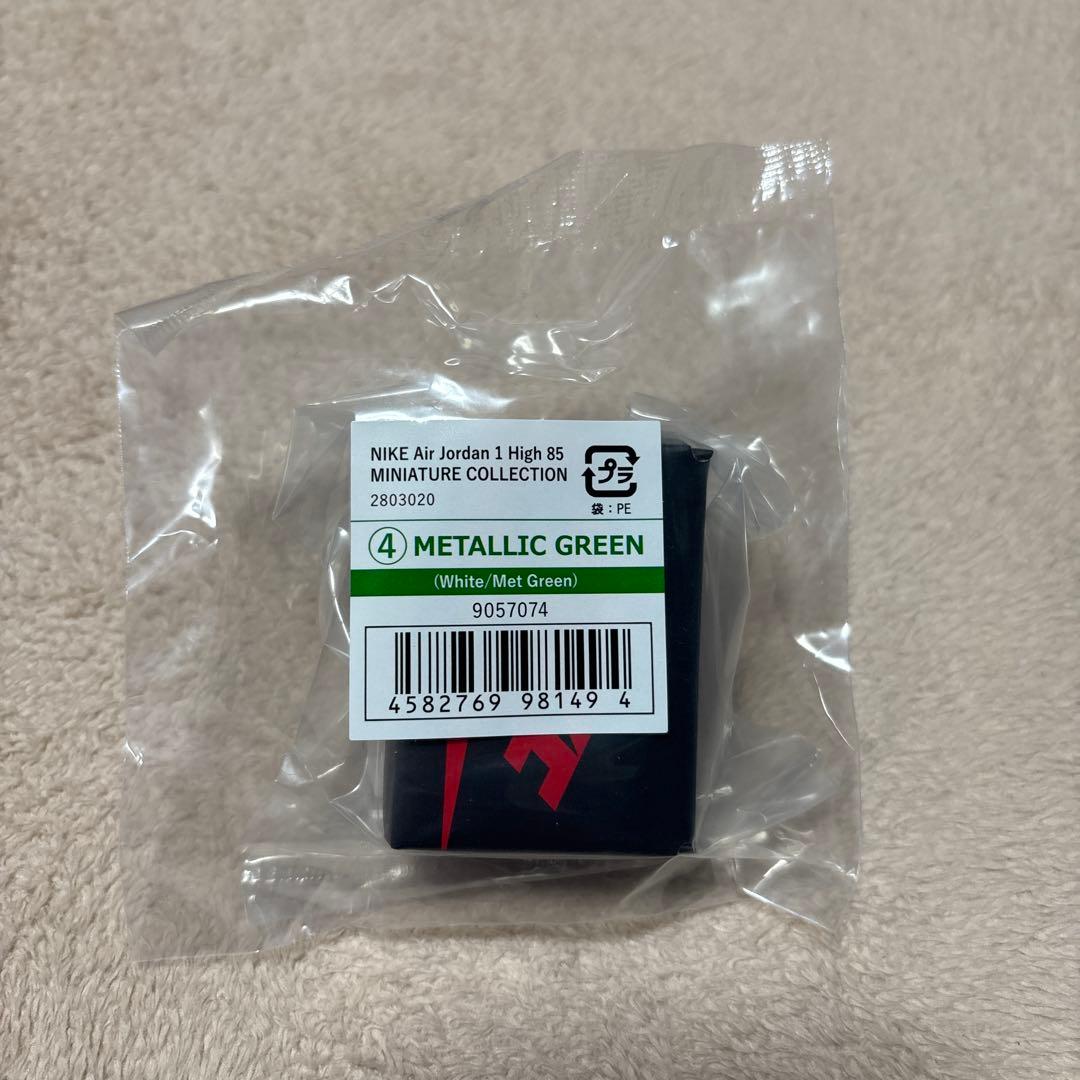 NIKE Air Jordan 1 High 85
MINIATURE COLLECTION
2803020
プラ
袋：PE
④ METALLIC GREEN
(White/Met Green)
9057074
4582769 98149 4